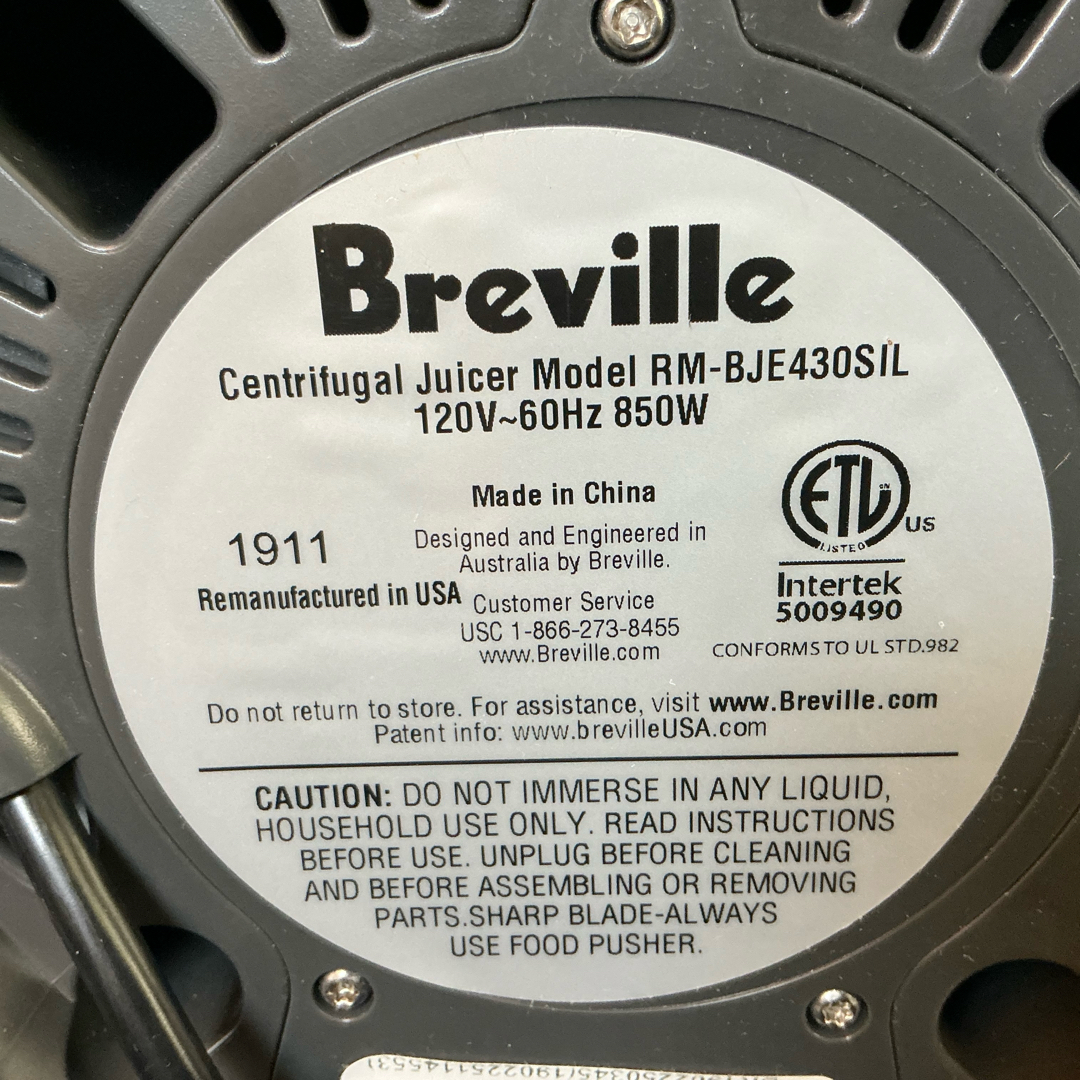 Breville
Centrifugal Juicer Model RM-BJE430SIL
120V~60Hz 850W
Made in China
Designed and Engineered in
Australia by Breville.
1911
Remanufactured in USA
Customer Service
USC 1-866-273-8455
www.Breville.com
ETL
CM
US
LISTED
Intertek
5009490
CONFORMS TO UL STD.982
Do not return to store. For assistance, visit www.Breville.com
Patent info: www.brevilleUSA.com
CAUTION: DO NOT IMMERSE IN ANY LIQUID,
HOUSEHOLD USE ONLY. READ INSTRUCTIONS
BEFORE USE. UNPLUG BEFORE CLEANING
AND BEFORE ASSEMBLING OR REMOVING
PARTS.SHARP BLADE-ALWAYS
USE FOOD PUSHER.